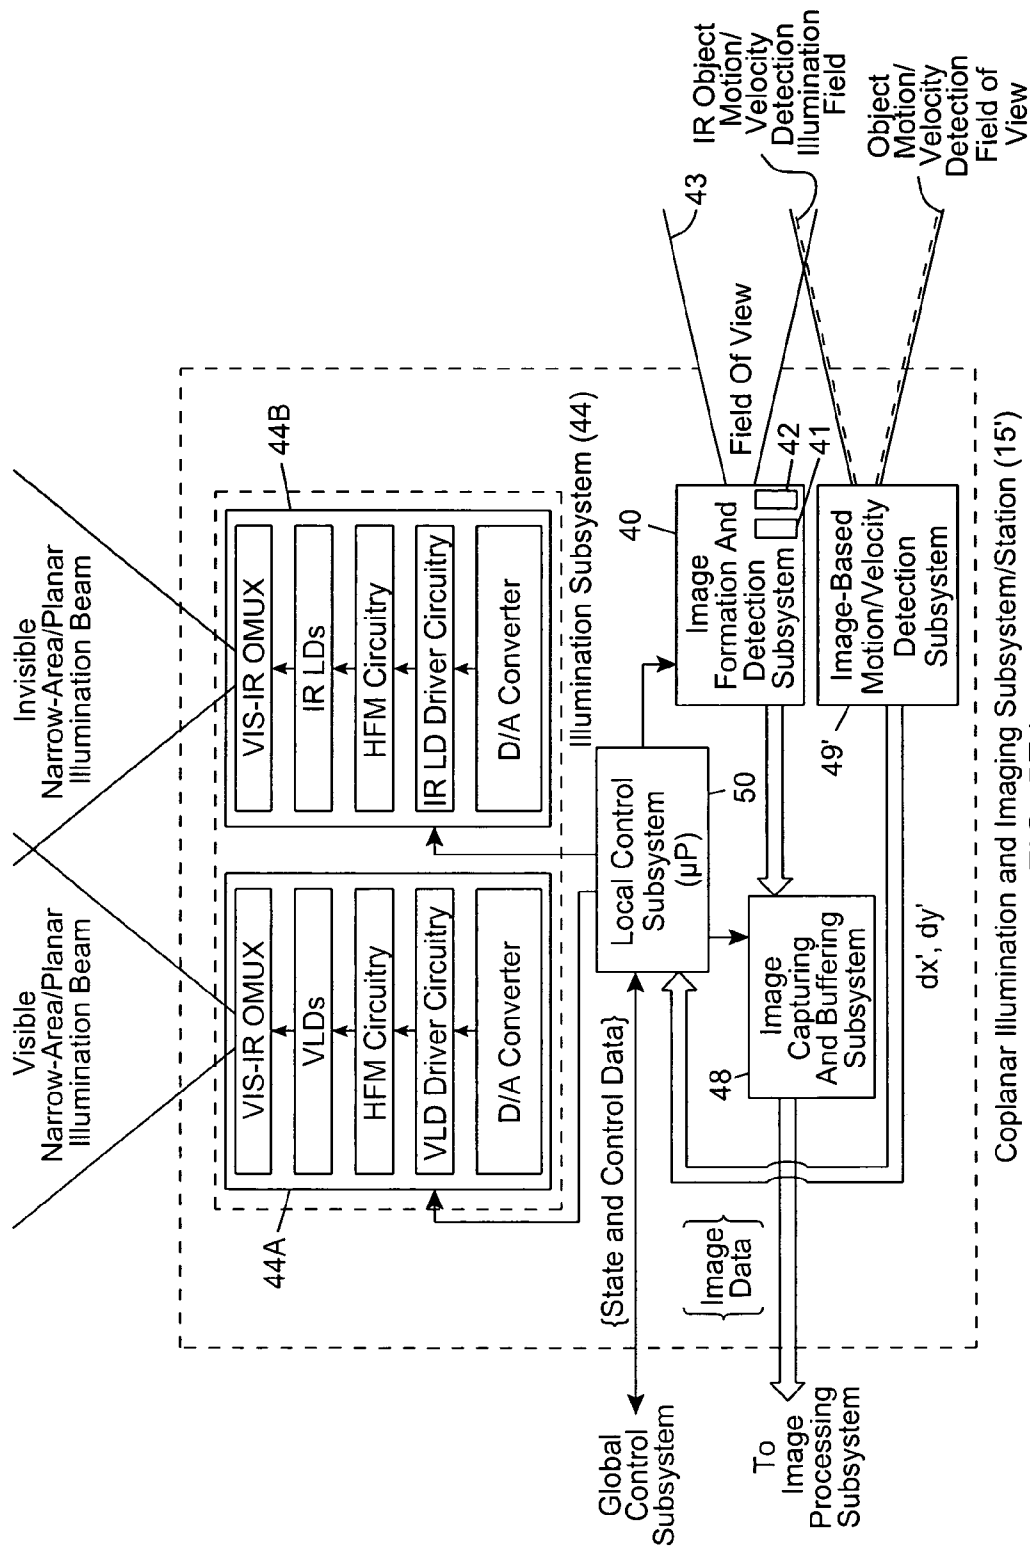 Visible
Narrow-Area/Planar
Illumination Beam
Invisible
Narrow-Area/Planar
Illumination Beam
44A
VIS-IR OMUX
VLDs
HFM Circuitry
VLD Driver Circuitry
D/A Converter
44B
VIS-IR OMUX
IR LDs
HFM Circuitry
IR LD Driver Circuitry
D/A Converter
Illumination Subsystem (44)
Global
Control
Subsystem
{State and Control Data}
Local Control
Subsystem
(μP)
50
40
Image
Formation And
Detection
Subsystem
42
41
Field Of View
43
IR Object
Motion/
Velocity
Detection
Illumination
Field
Object
Motion/
Velocity
Detection
Field of
View
To
Image
Processing
Subsystem
{Image
Data}
48
Image
Capturing
And Buffering
Subsystem
49'
Image-Based
Motion/Velocity
Detection
Subsystem
dx', dy'
Coplanar Illumination and Imaging Subsystem/Station (15')